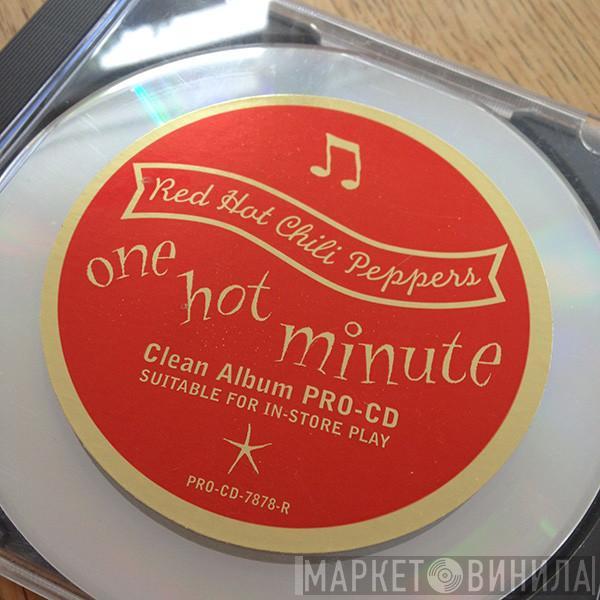 Red Hot Chili Peppers
one hot minute
Clean Album PRO-CD
SUITABLE FOR IN-STORE PLAY
PRO-CD-7878-R
МАРКЕТ ВИНИЛА